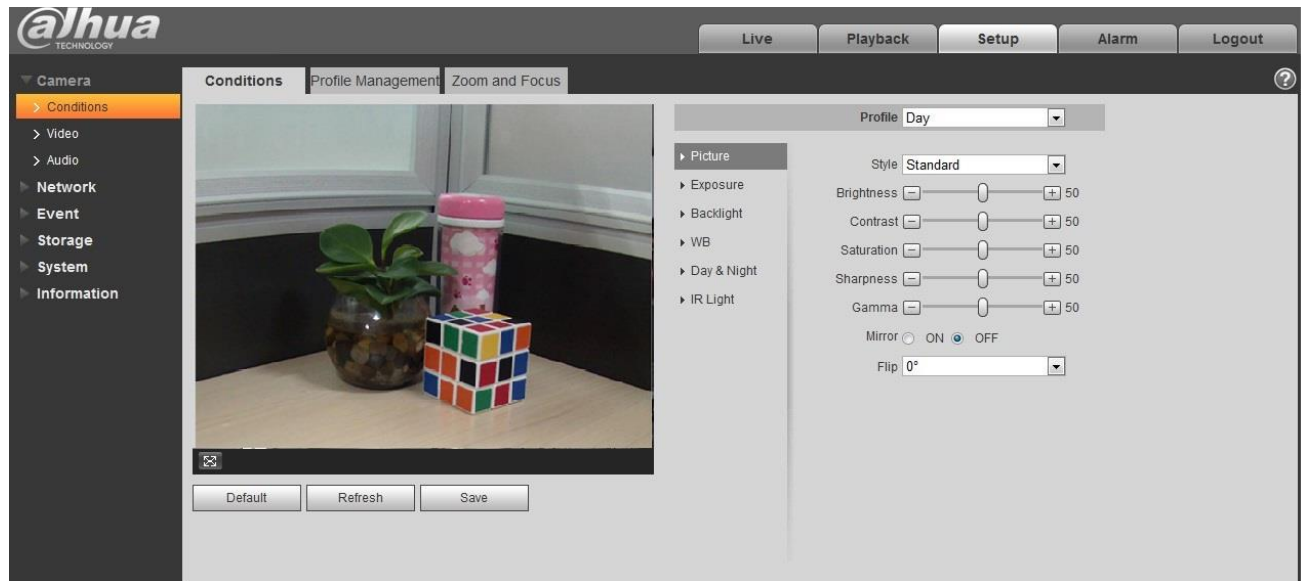 alhua
TECHNOLOGY
Live Playback Setup Alarm Logout
Camera
Conditions
Video
Audio
Network
Event
Storage
System
Information
Conditions Profile Management Zoom and Focus
?
Default Refresh Save
Profile Day
Picture
Exposure
Backlight
WB
Day & Night
IR Light
Style Standard
Brightness - + 50
Contrast - + 50
Saturation - + 50
Sharpness - + 50
Gamma - + 50
Mirror ON OFF
Flip 0°